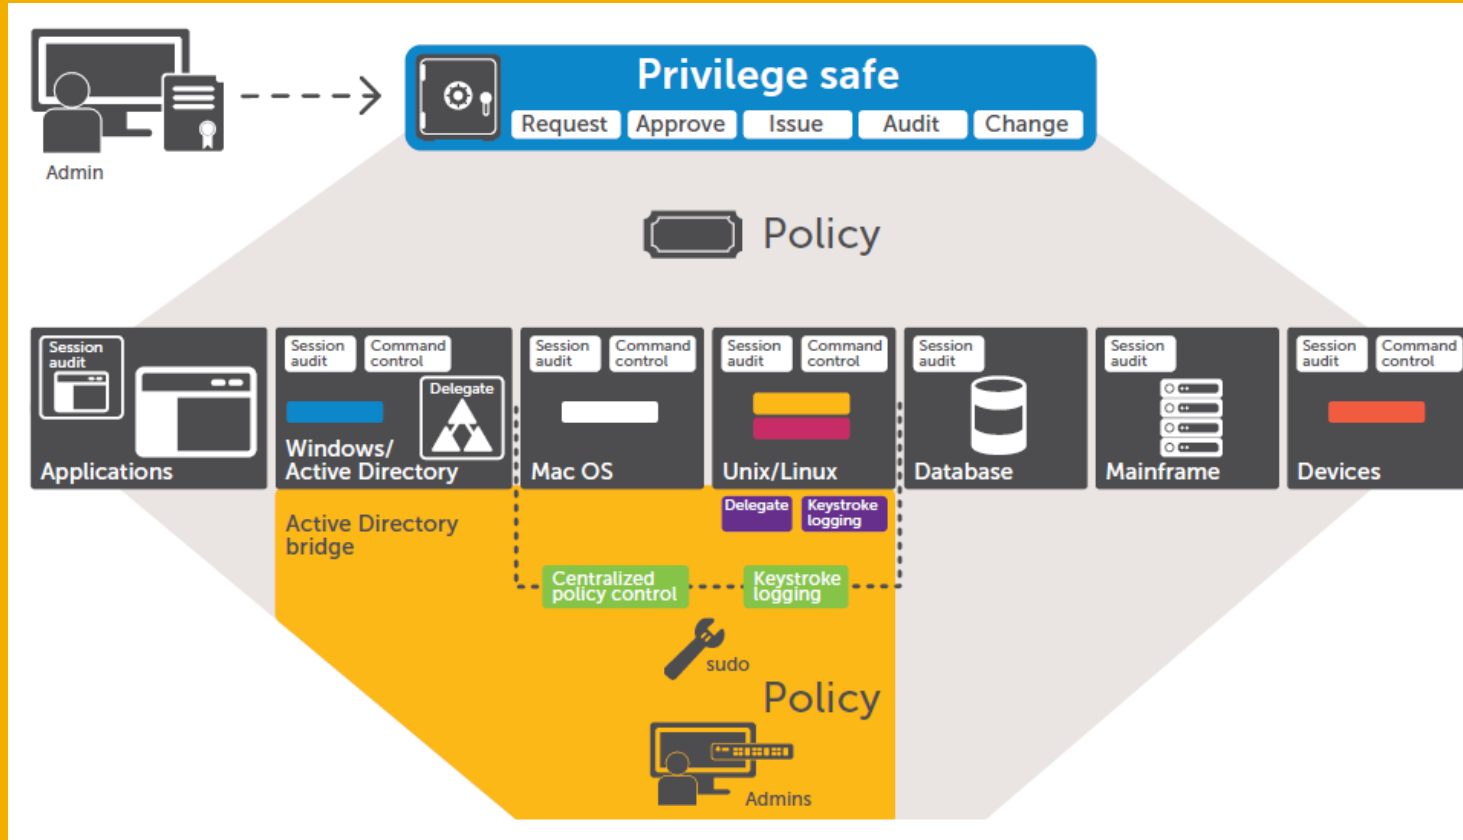 Privilege safe
Request
Approve
Issue
Audit
Change
Admin
Policy
Session
audit
Applications
Session
audit
Command
control
Delegate
Windows/
Active Directory
Session
audit
Command
control
Mac OS
Session
audit
Command
control
Unix/Linux
Session
audit
Database
Session
audit
Mainframe
Session
audit
Command
control
Devices
Active Directory
bridge
Delegate
Keystroke
logging
Centralized
policy control
Keystroke
logging
sudo
Policy
Admins